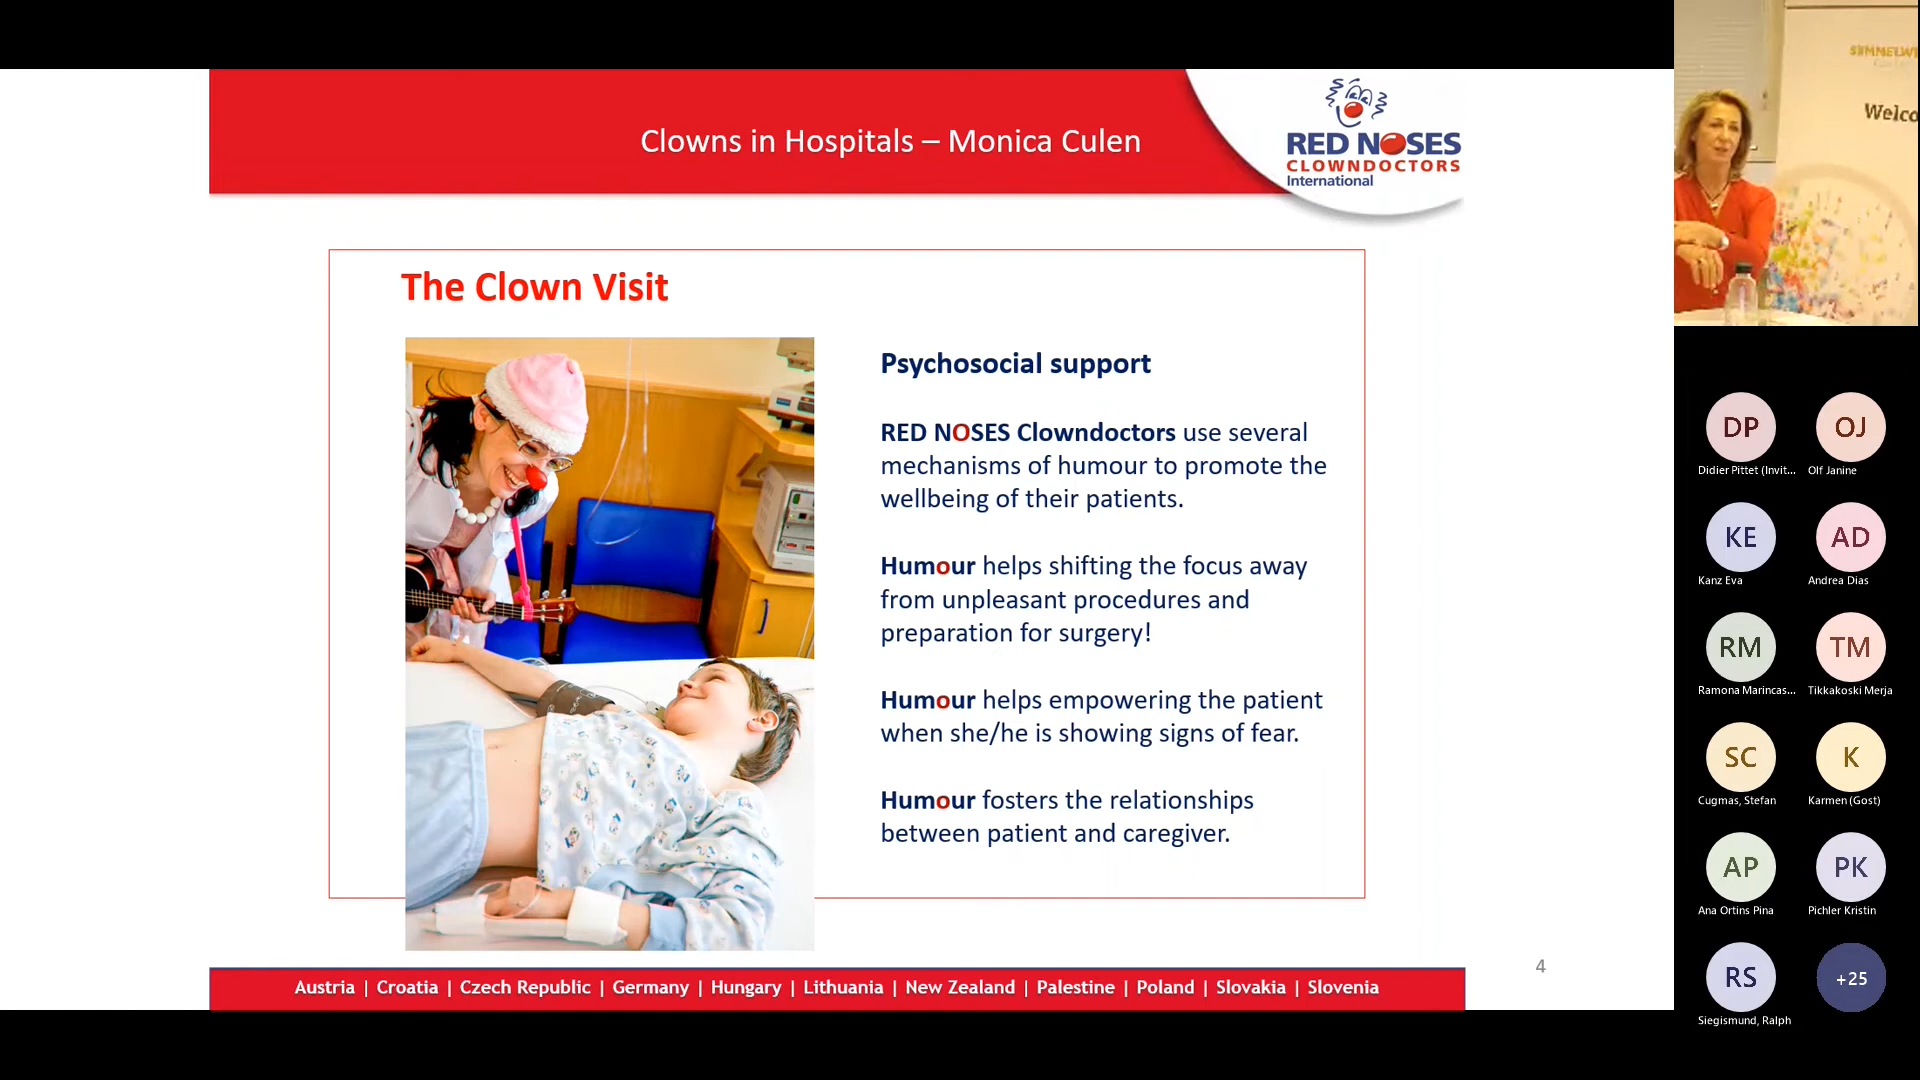 Clowns in Hospitals – Monica Culen
RED NOSES
CLOWNDOCTORS
International
The Clown Visit
Psychosocial support
RED NOSES Clowndoctors use several
mechanisms of humour to promote the
wellbeing of their patients.
Humour helps shifting the focus away
from unpleasant procedures and
preparation for surgery!
Humour helps empowering the patient
when she/he is showing signs of fear.
Humour fosters the relationships
between patient and caregiver.
4
Austria | Croatia | Czech Republic | Germany | Hungary | Lithuania | New Zealand | Palestine | Poland | Slovakia | Slovenia
Welco
DP
OJ
Didier Pittet (Invit...
Olf Janine
KE
AD
Kanz Eva
Andrea Dias
RM
TM
Ramona Marincas...
Tikkakoski Merja
SC
K
Cugmas, Stefan
Karmen (Gost)
AP
PK
Ana Ortins Pina
Pichler Kristin
RS
+25
Siegismund, Ralph